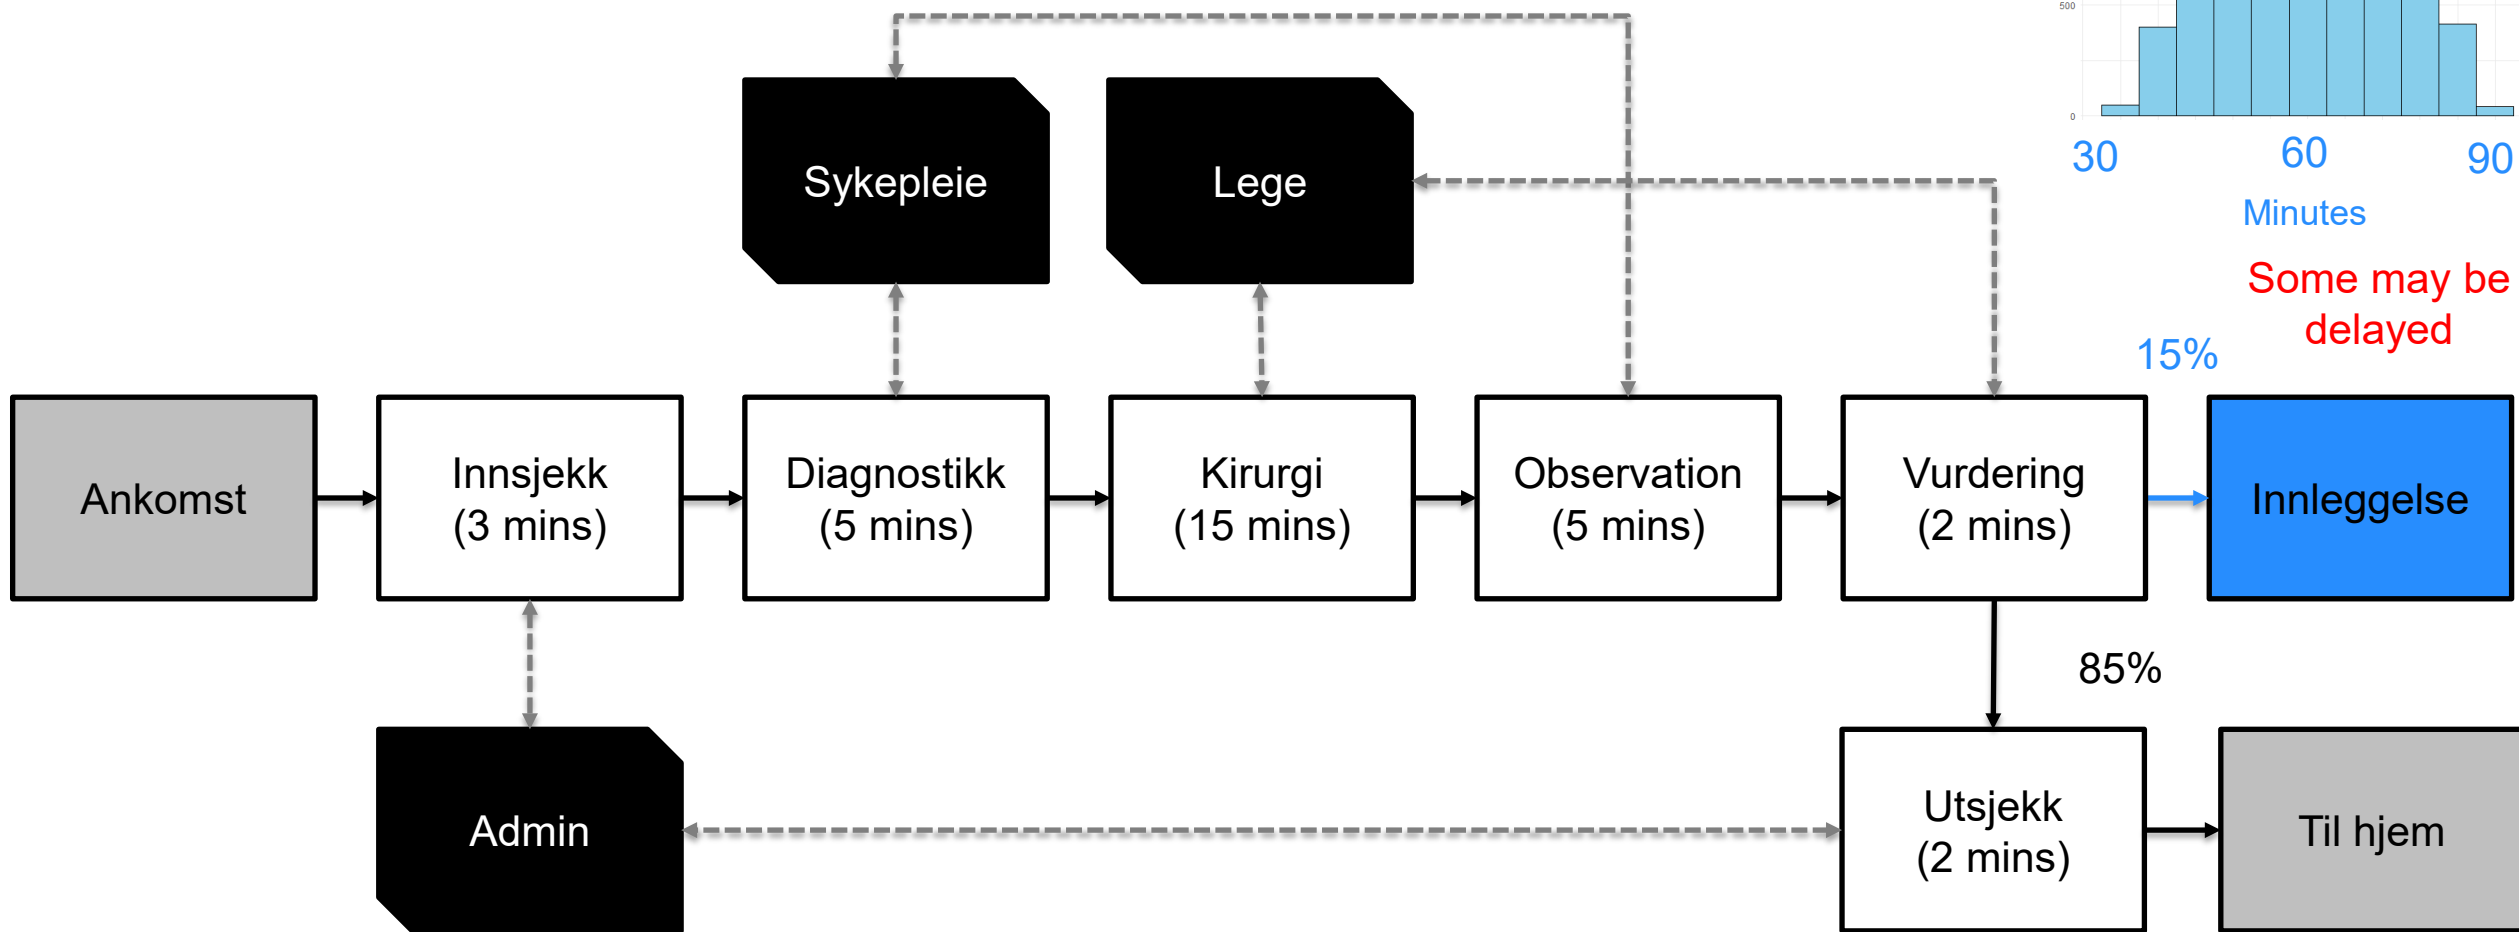 500
0
30
60
90
Minutes
Some may be
delayed
Sykepleie
Lege
15%
Ankomst
Innsjekk
(3 mins)
Diagnostikk
(5 mins)
Kirurgi
(15 mins)
Observation
(5 mins)
Vurdering
(2 mins)
Innleggelse
85%
Admin
Utsjekk
(2 mins)
Til hjem